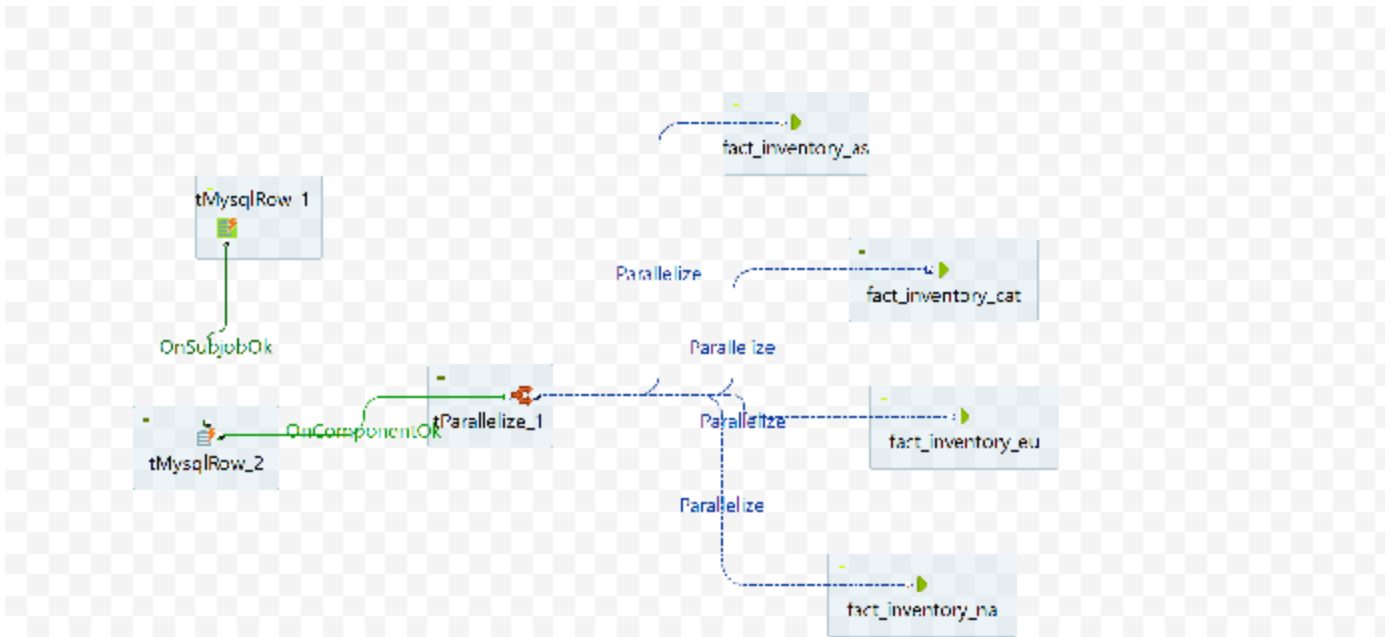 fact_inventory_as
tMysqlRow_1
Parallelize
fact_inventory_cat
OnSubjobOk
Parallelize
tParallelize_1
Parallelize
OnComponentOk
fact_inventory_eu
tMysqlRow_2
Parallelize
fact_inventory_na